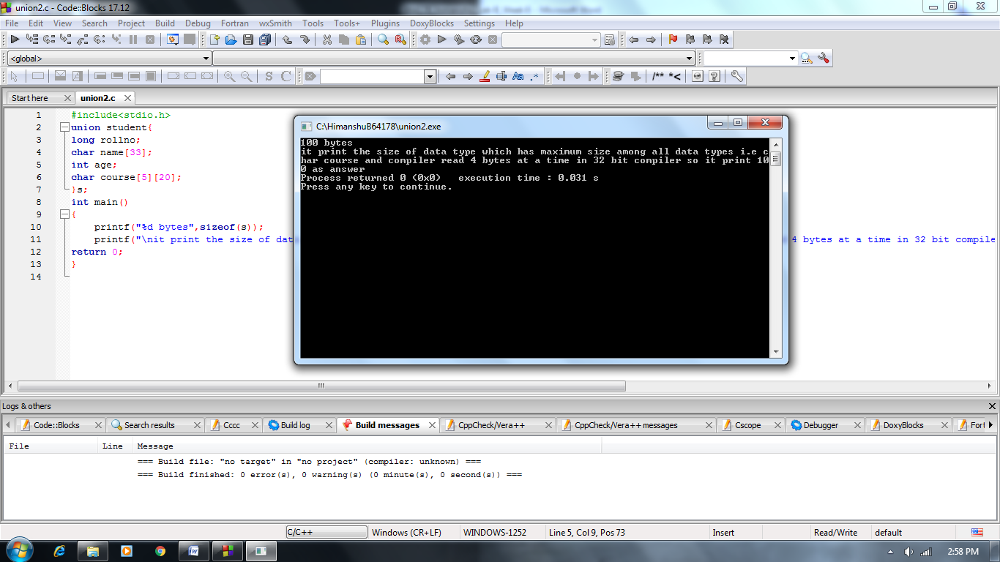 union2.c - Code::Blocks 17.12
File Edit View Search Project Build Debug Fortran wxSmith Tools Tools+ Plugins DoxyBlocks Settings Help
<global>
Start here union2.c
1 #include<stdio.h>
2 union student{
3 long rollno;
4 char name[33];
5 int age;
6 char course[5][20];
7 }s;
8 int main()
9 {
10 printf("%d bytes",sizeof(s));
11 printf("\nit print the size of dat 4 bytes at a time in 32 bit compile
12 return 0;
13 }
14
C:\HimanshuB64178\union2.exe
100 bytes
it print the size of data type which has maximum size among all data types i.e c
har course and compiler read 4 bytes at a time in 32 bit compiler so it print 10
0 as answer
Process returned 0 (0x0)   execution time : 0.031 s
Press any key to continue.
Logs & others
Code::Blocks Search results Cccc Build log Build messages CppCheck/Vera++ CppCheck/Vera++ messages Cscope Debugger DoxyBlocks Fort
File Line Message
=== Build file: "no target" in "no project" (compiler: unknown) ===
=== Build finished: 0 error(s), 0 warning(s) (0 minute(s), 0 second(s)) ===
C/C++ Windows (CR+LF) WINDOWS-1252 Line 5, Col 9, Pos 73 Insert Read/Write default
2:58 PM